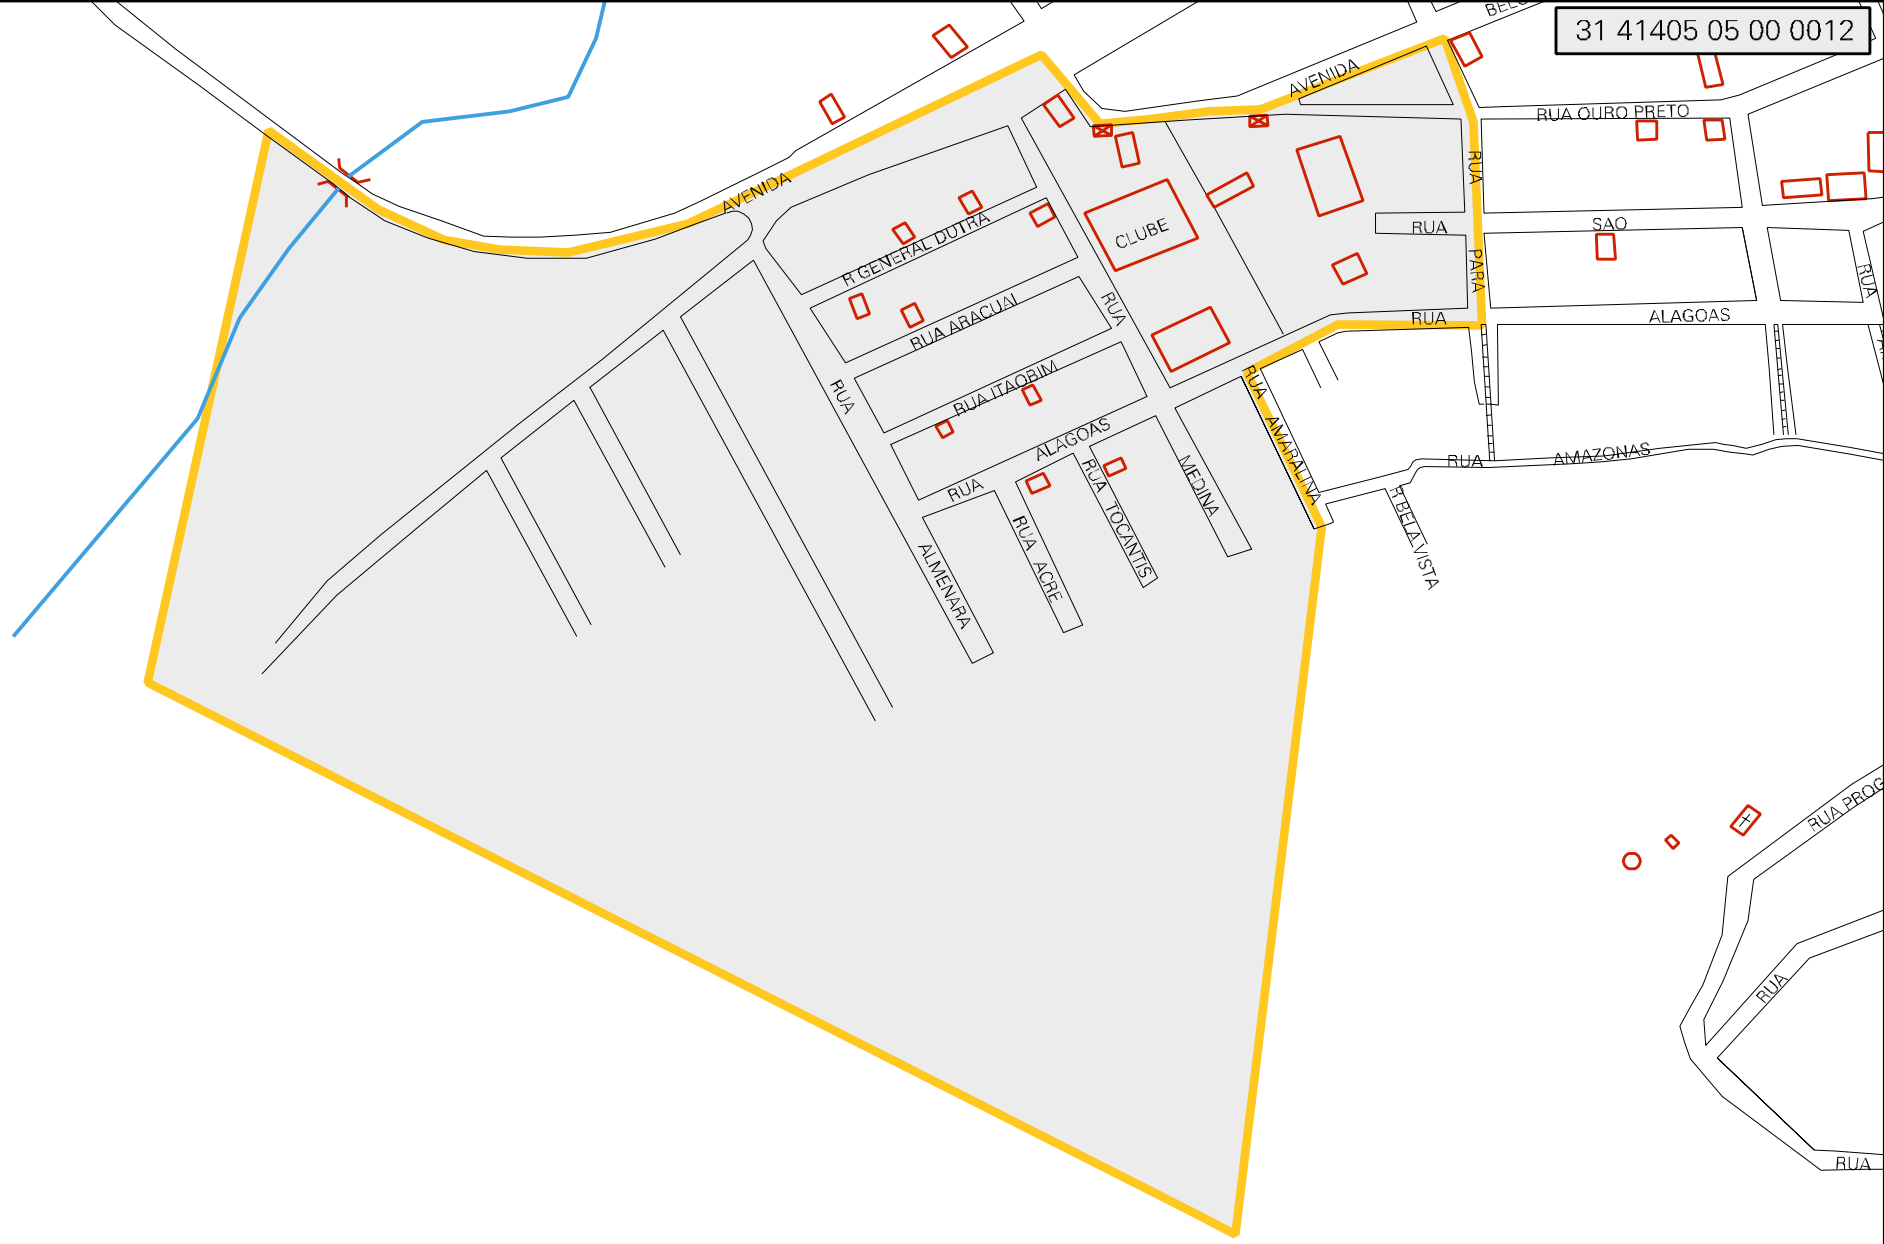 BELO
31 41405 05 00 0012
AVENIDA
RUA OURO PRETO
RUA
AVENIDA
CLUBE
RUA
SAO
R GENERAL DUTRA
PARA
RUA
RUA
RUA ARACUAI
RUA
ALAGOAS
RUA
RUA ITAOBIM
RUA AMARALINA
ALAGOAS
RUA
AMAZONAS
RUA
RUA TOCANTIS
MEDINA
RUA ACRE
ALMENARA
R BELA VISTA
RUA PROG
RUA
RUA